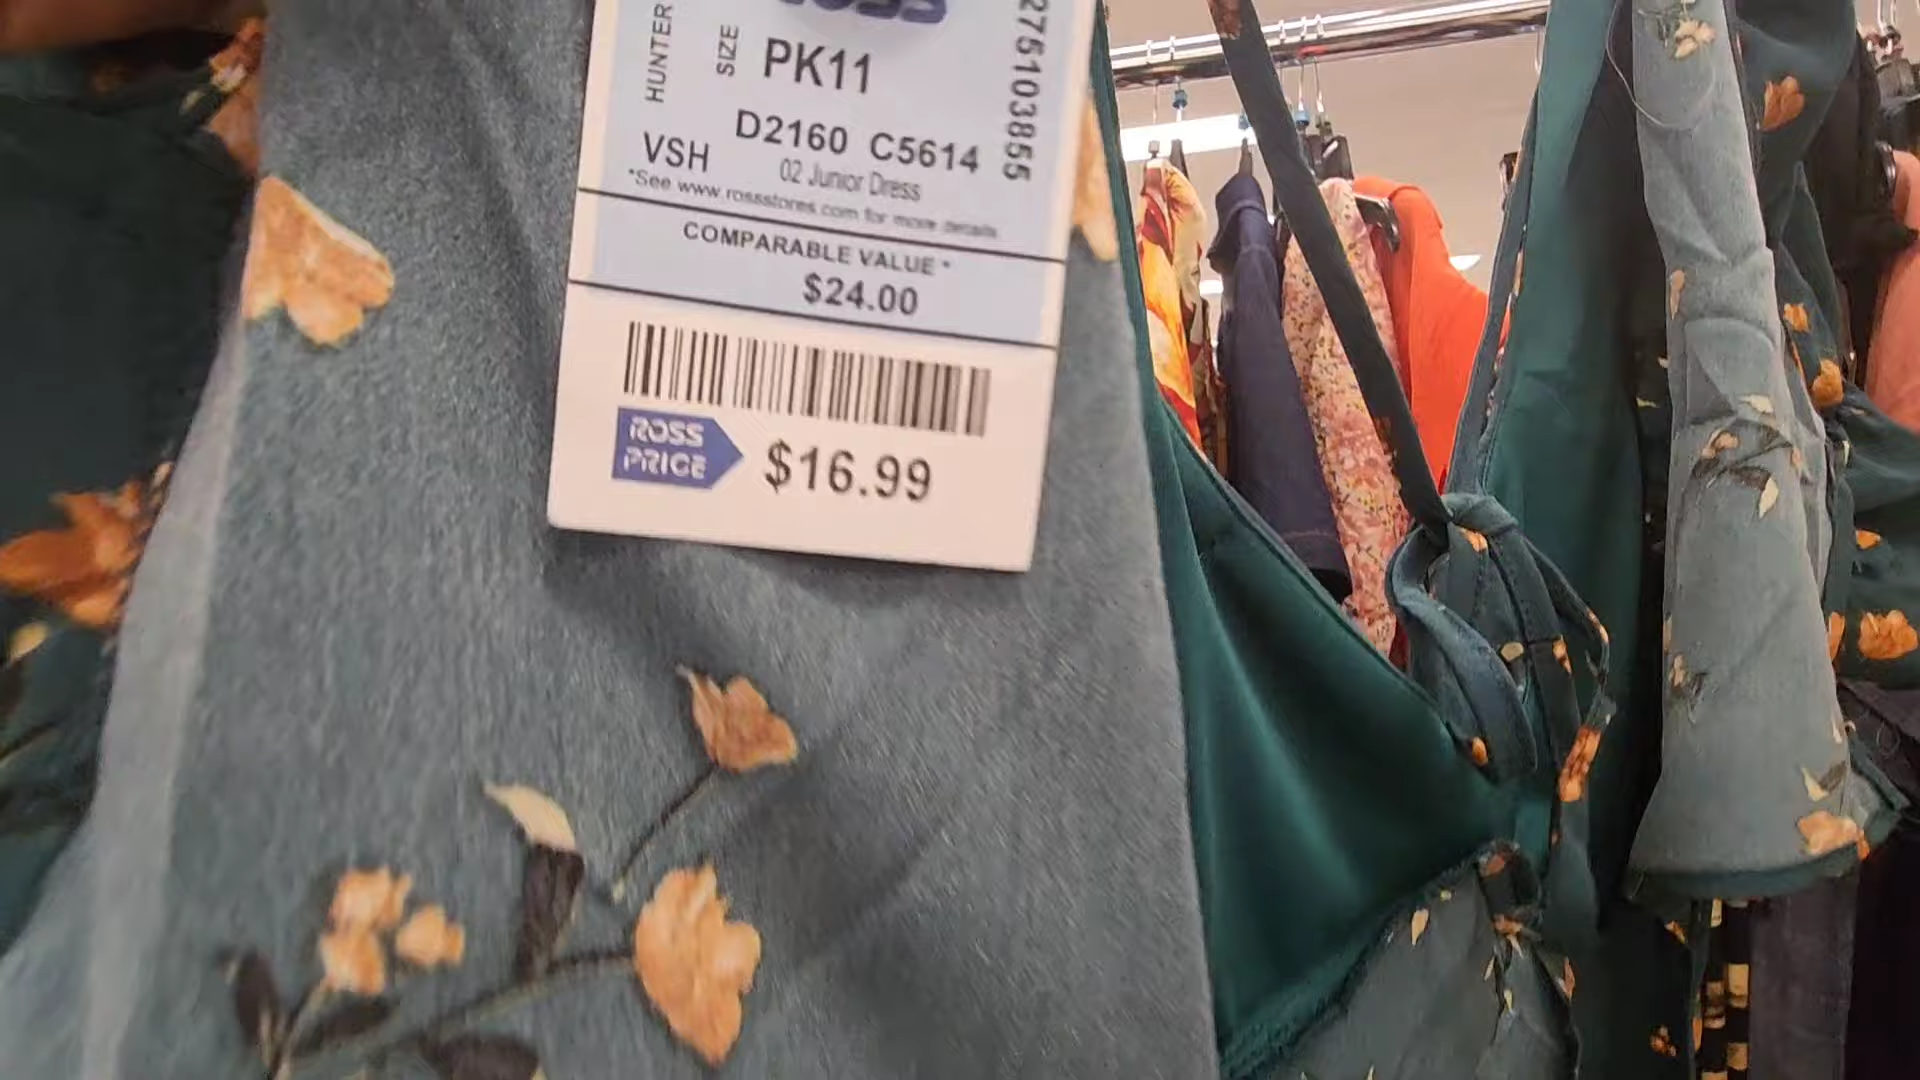 ROSS
HUNTER
SIZE
PK11
D2160 C5614
VSH
02 Junior Dress
*See www.rossstores.com for more details
COMPARABLE VALUE *
$24.00
ROSS
PRICE
$16.99